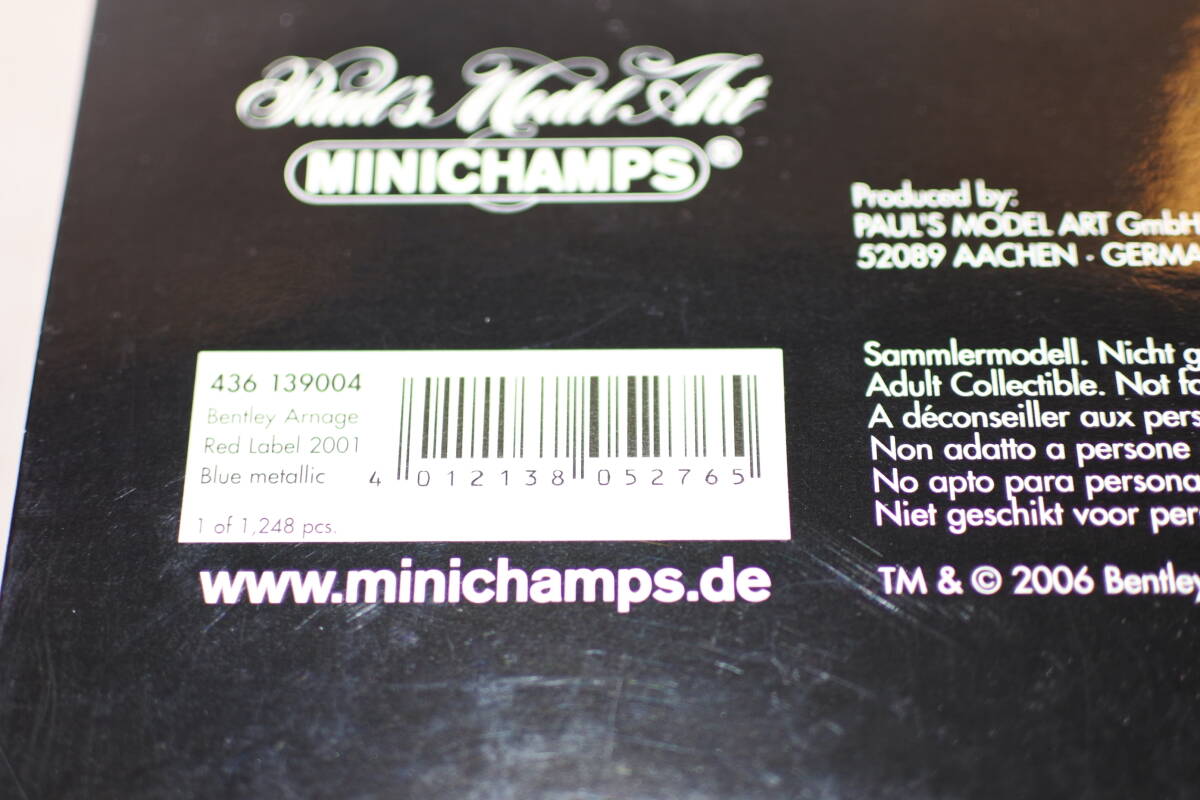 Paul's Model Art
MINICHAMPS®
Produced by:
PAUL'S MODEL ART GmbH
52089 AACHEN · GERMA
436 139004
Bentley Arnage
Red Label 2001
Blue metallic
1 of 1,248 pcs.
4 012138 052765
www.minichamps.de
Sammlermodell. Nicht g
Adult Collectible. Not fo
A déconseiller aux pers
Non adatto a persone
No apto para persona
Niet geschikt voor per
TM & © 2006 Bentley